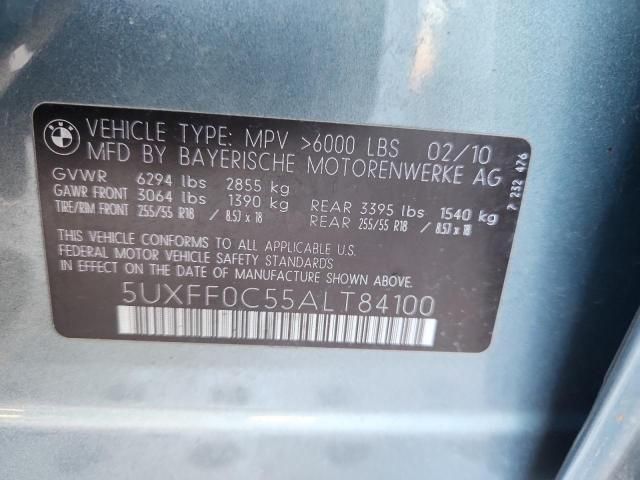 VEHICLE TYPE: MPV >6000 LBS 02/10
MFD BY BAYERISCHE MOTORENWERKE AG
GVWR 6294 lbs 2855 kg
GAWR FRONT 3064 lbs 1390 kg REAR 3395 lbs 1540 kg
TIRE/RIM FRONT 255/55 R18 / 8.5J x 18 REAR 255/55 R18 / 8.5J x 18
THIS VEHICLE CONFORMS TO ALL APPLICABLE U.S.
FEDERAL MOTOR VEHICLE SAFETY STANDARDS
IN EFFECT ON THE DATE OF MANUFACTURE SHOWN ABOVE.
5UXFF0C55ALT84100
7 232 476